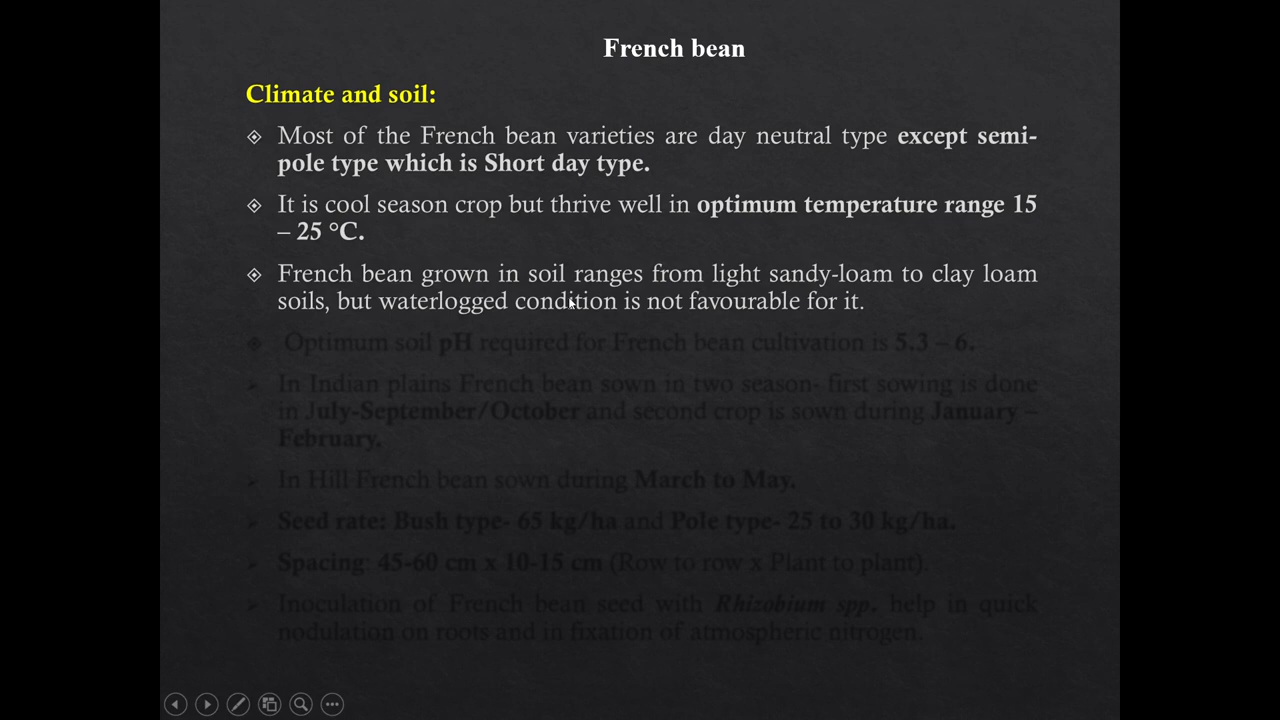 French bean
Climate and soil:
Most of the French bean varieties are day neutral type except semi-
pole type which is Short day type.
It is cool season crop but thrive well in optimum temperature range 15
– 25 °C.
French bean grown in soil ranges from light sandy-loam to clay loam
soils, but waterlogged condition is not favourable for it.
Optimum soil pH required for French bean cultivation is 5.3 – 6.
In Indian plains French bean sown in two season- first sowing is done
in July-September/October and second crop is sown during January –
February.
In Hill French bean sown during March to May.
Seed rate: Bush type- 65 kg/ha and Pole type- 25 to 30 kg/ha.
Spacing: 45-60 cm x 10-15 cm (Row to row x Plant to plant).
Inoculation of French bean seed with Rhizobium spp. help in quick
nodulation on roots and in fixation of atmospheric nitrogen.